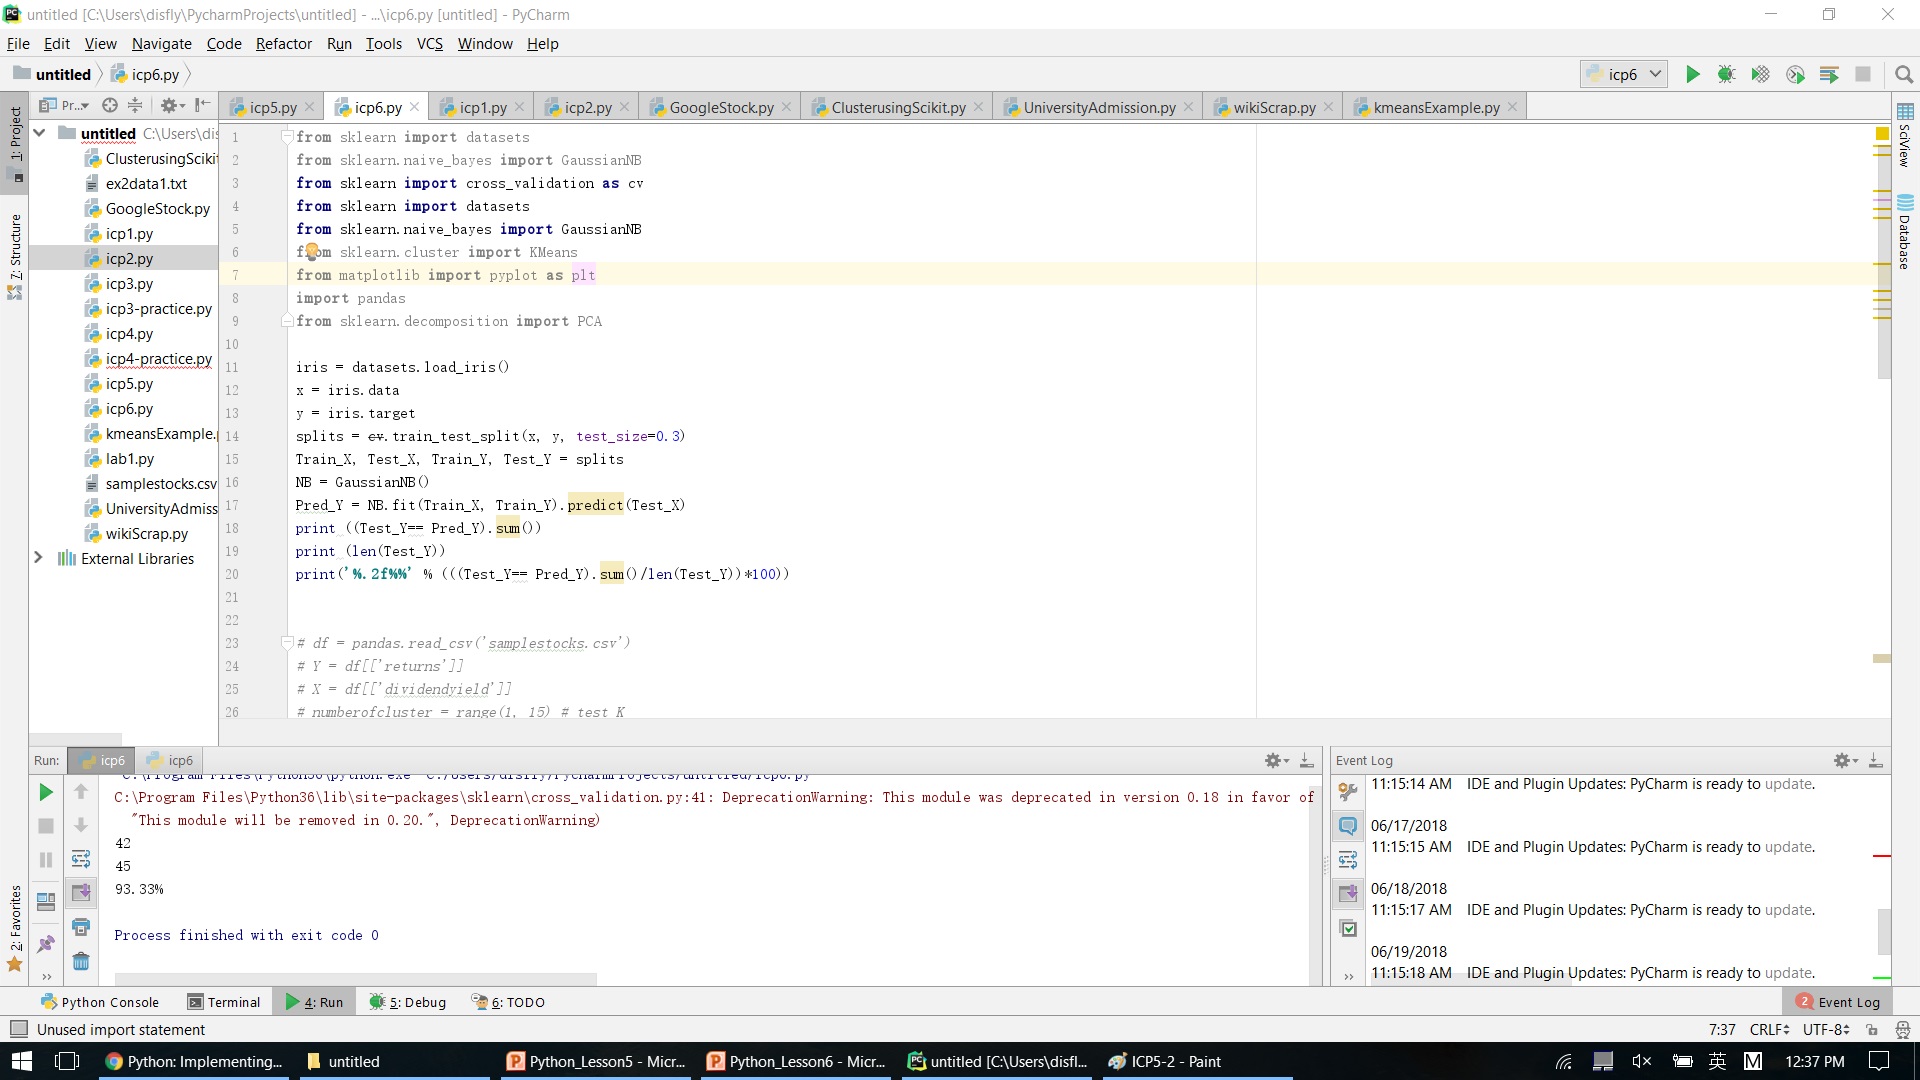 untitled [C:\Users\disfly\PycharmProjects\untitled] - ...\icp6.py [untitled] - PyCharm
File Edit View Navigate Code Refactor Run Tools VCS Window Help
untitled icp6.py icp6
Pr... icp5.py icp6.py icp1.py icp2.py GoogleStock.py ClusterusingScikit.py UniversityAdmission.py wikiScrap.py kmeansExample.py
1: Project
7: Structure
2: Favorites
untitled C:\Users\dis
ClusterusingScikit
ex2data1.txt
GoogleStock.py
icp1.py
icp2.py
icp3.py
icp3-practice.py
icp4.py
icp4-practice.py
icp5.py
icp6.py
kmeansExample.p
lab1.py
samplestocks.csv
UniversityAdmiss
wikiScrap.py
External Libraries
1 from sklearn import datasets
2 from sklearn.naive_bayes import GaussianNB
3 from sklearn import cross_validation as cv
4 from sklearn import datasets
5 from sklearn.naive_bayes import GaussianNB
6 from sklearn.cluster import KMeans
7 from matplotlib import pyplot as plt
8 import pandas
9 from sklearn.decomposition import PCA
10
11 iris = datasets.load_iris()
12 x = iris.data
13 y = iris.target
14 splits = cv.train_test_split(x, y, test_size=0.3)
15 Train_X, Test_X, Train_Y, Test_Y = splits
16 NB = GaussianNB()
17 Pred_Y = NB.fit(Train_X, Train_Y).predict(Test_X)
18 print ((Test_Y== Pred_Y).sum())
19 print (len(Test_Y))
20 print('%.2f%%' % (((Test_Y== Pred_Y).sum()/len(Test_Y))*100))
21
22
23 # df = pandas.read_csv('samplestocks.csv')
24 # Y = df[['returns']]
25 # X = df[['dividendyield']]
26 # numberofcluster = range(1, 15) # test K
SciView
Database
Run: icp6 icp6
"C:\Program Files\Python36\python.exe" C:/Users/disfly/PycharmProjects/untitled/icp6.py
C:\Program Files\Python36\lib\site-packages\sklearn\cross_validation.py:41: DeprecationWarning: This module was deprecated in version 0.18 in favor of
"This module will be removed in 0.20.", DeprecationWarning)
42
45
93.33%
Process finished with exit code 0
Event Log
11:15:14 AM IDE and Plugin Updates: PyCharm is ready to update.
06/17/2018
11:15:15 AM IDE and Plugin Updates: PyCharm is ready to update.
06/18/2018
11:15:17 AM IDE and Plugin Updates: PyCharm is ready to update.
06/19/2018
11:15:18 AM IDE and Plugin Updates: PyCharm is ready to update.
Python Console Terminal 4: Run 5: Debug 6: TODO 2 Event Log
Unused import statement 7:37 CRLF UTF-8
Python: Implementing... untitled Python_Lesson5 - Micr... Python_Lesson6 - Micr... untitled [C:\Users\disfl... ICP5-2 - Paint 英 M 12:37 PM